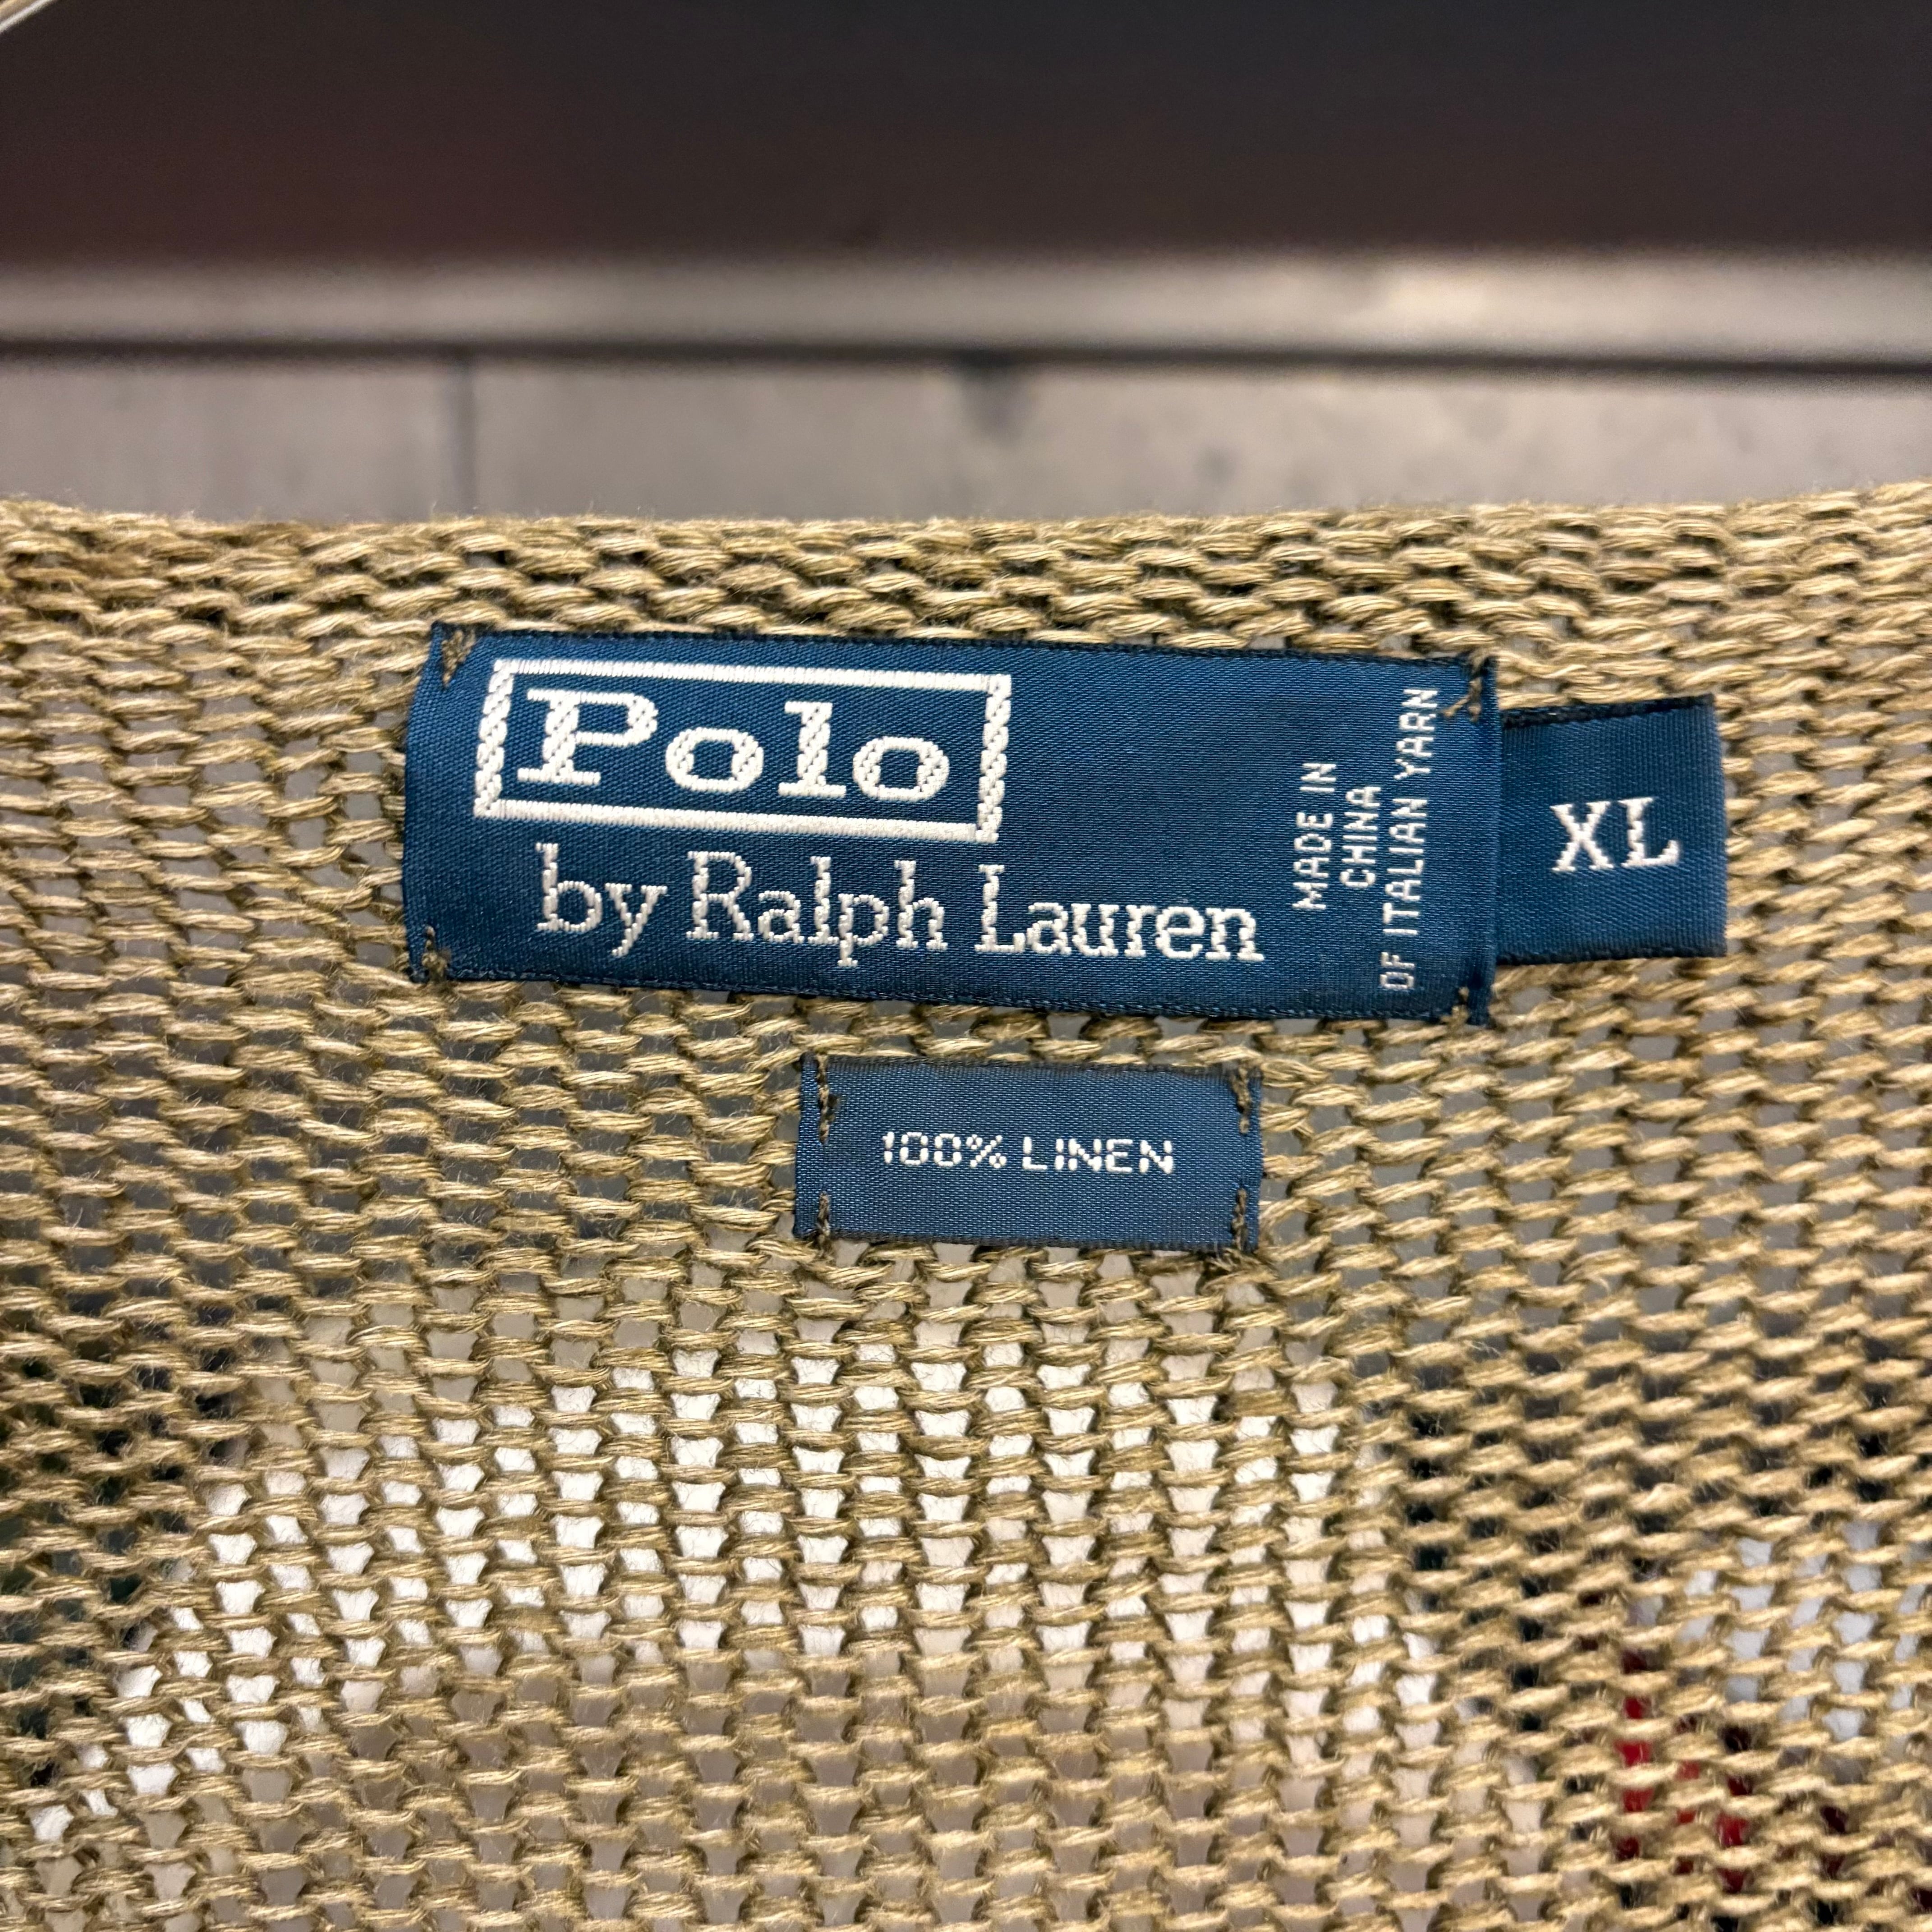 Polo
by Ralph Lauren
MADE IN
CHINA
OF ITALIAN YARN
XL
100% LINEN